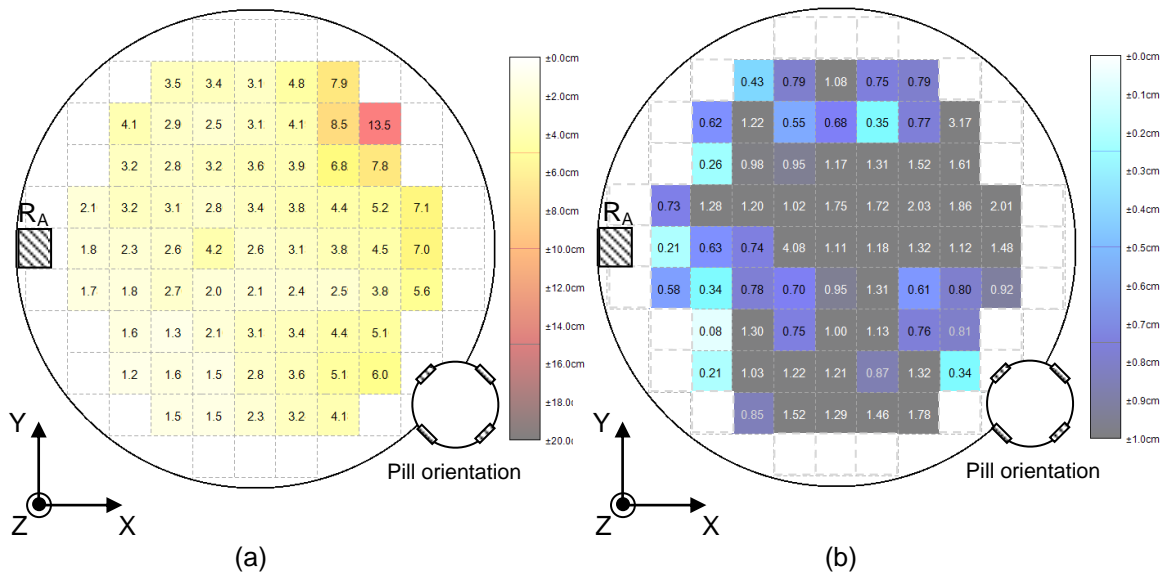 3.5 3.4 3.1 4.8 7.9
4.1 2.9 2.5 3.1 4.1 8.5 13.5
3.2 2.8 3.2 3.6 3.9 6.8 7.8
2.1 3.2 3.1 2.8 3.4 3.8 4.4 5.2 7.1
R_A
1.8 2.3 2.6 4.2 2.6 3.1 3.8 4.5 7.0
1.7 1.8 2.7 2.0 2.1 2.4 2.5 3.8 5.6
1.6 1.3 2.1 3.1 3.4 4.4 5.1
1.2 1.6 1.5 2.8 3.6 5.1 6.0
1.5 1.5 2.3 3.2 4.1
±0.0cm
±2.0cm
±4.0cm
±6.0cm
±8.0cm
±10.0cm
±12.0cm
±14.0cm
±16.0cm
±18.0cm
±20.0c
Y
Z
X
Pill orientation
(a)
0.43 0.79 1.08 0.75 0.79
0.62 1.22 0.55 0.68 0.35 0.77 3.17
0.26 0.98 0.95 1.17 1.31 1.52 1.61
0.73 1.28 1.20 1.02 1.75 1.72 2.03 1.86 2.01
R_A
0.21 0.63 0.74 4.08 1.11 1.18 1.32 1.12 1.48
0.58 0.34 0.78 0.70 0.95 1.31 0.61 0.80 0.92
0.08 1.30 0.75 1.00 1.13 0.76 0.81
0.21 1.03 1.22 1.21 0.87 1.32 0.34
0.85 1.52 1.29 1.46 1.78
±0.0cm
±0.1cm
±0.2cm
±0.3cm
±0.4cm
±0.5cm
±0.6cm
±0.7cm
±0.8cm
±0.9cm
±1.0cm
Y
Z
X
Pill orientation
(b)